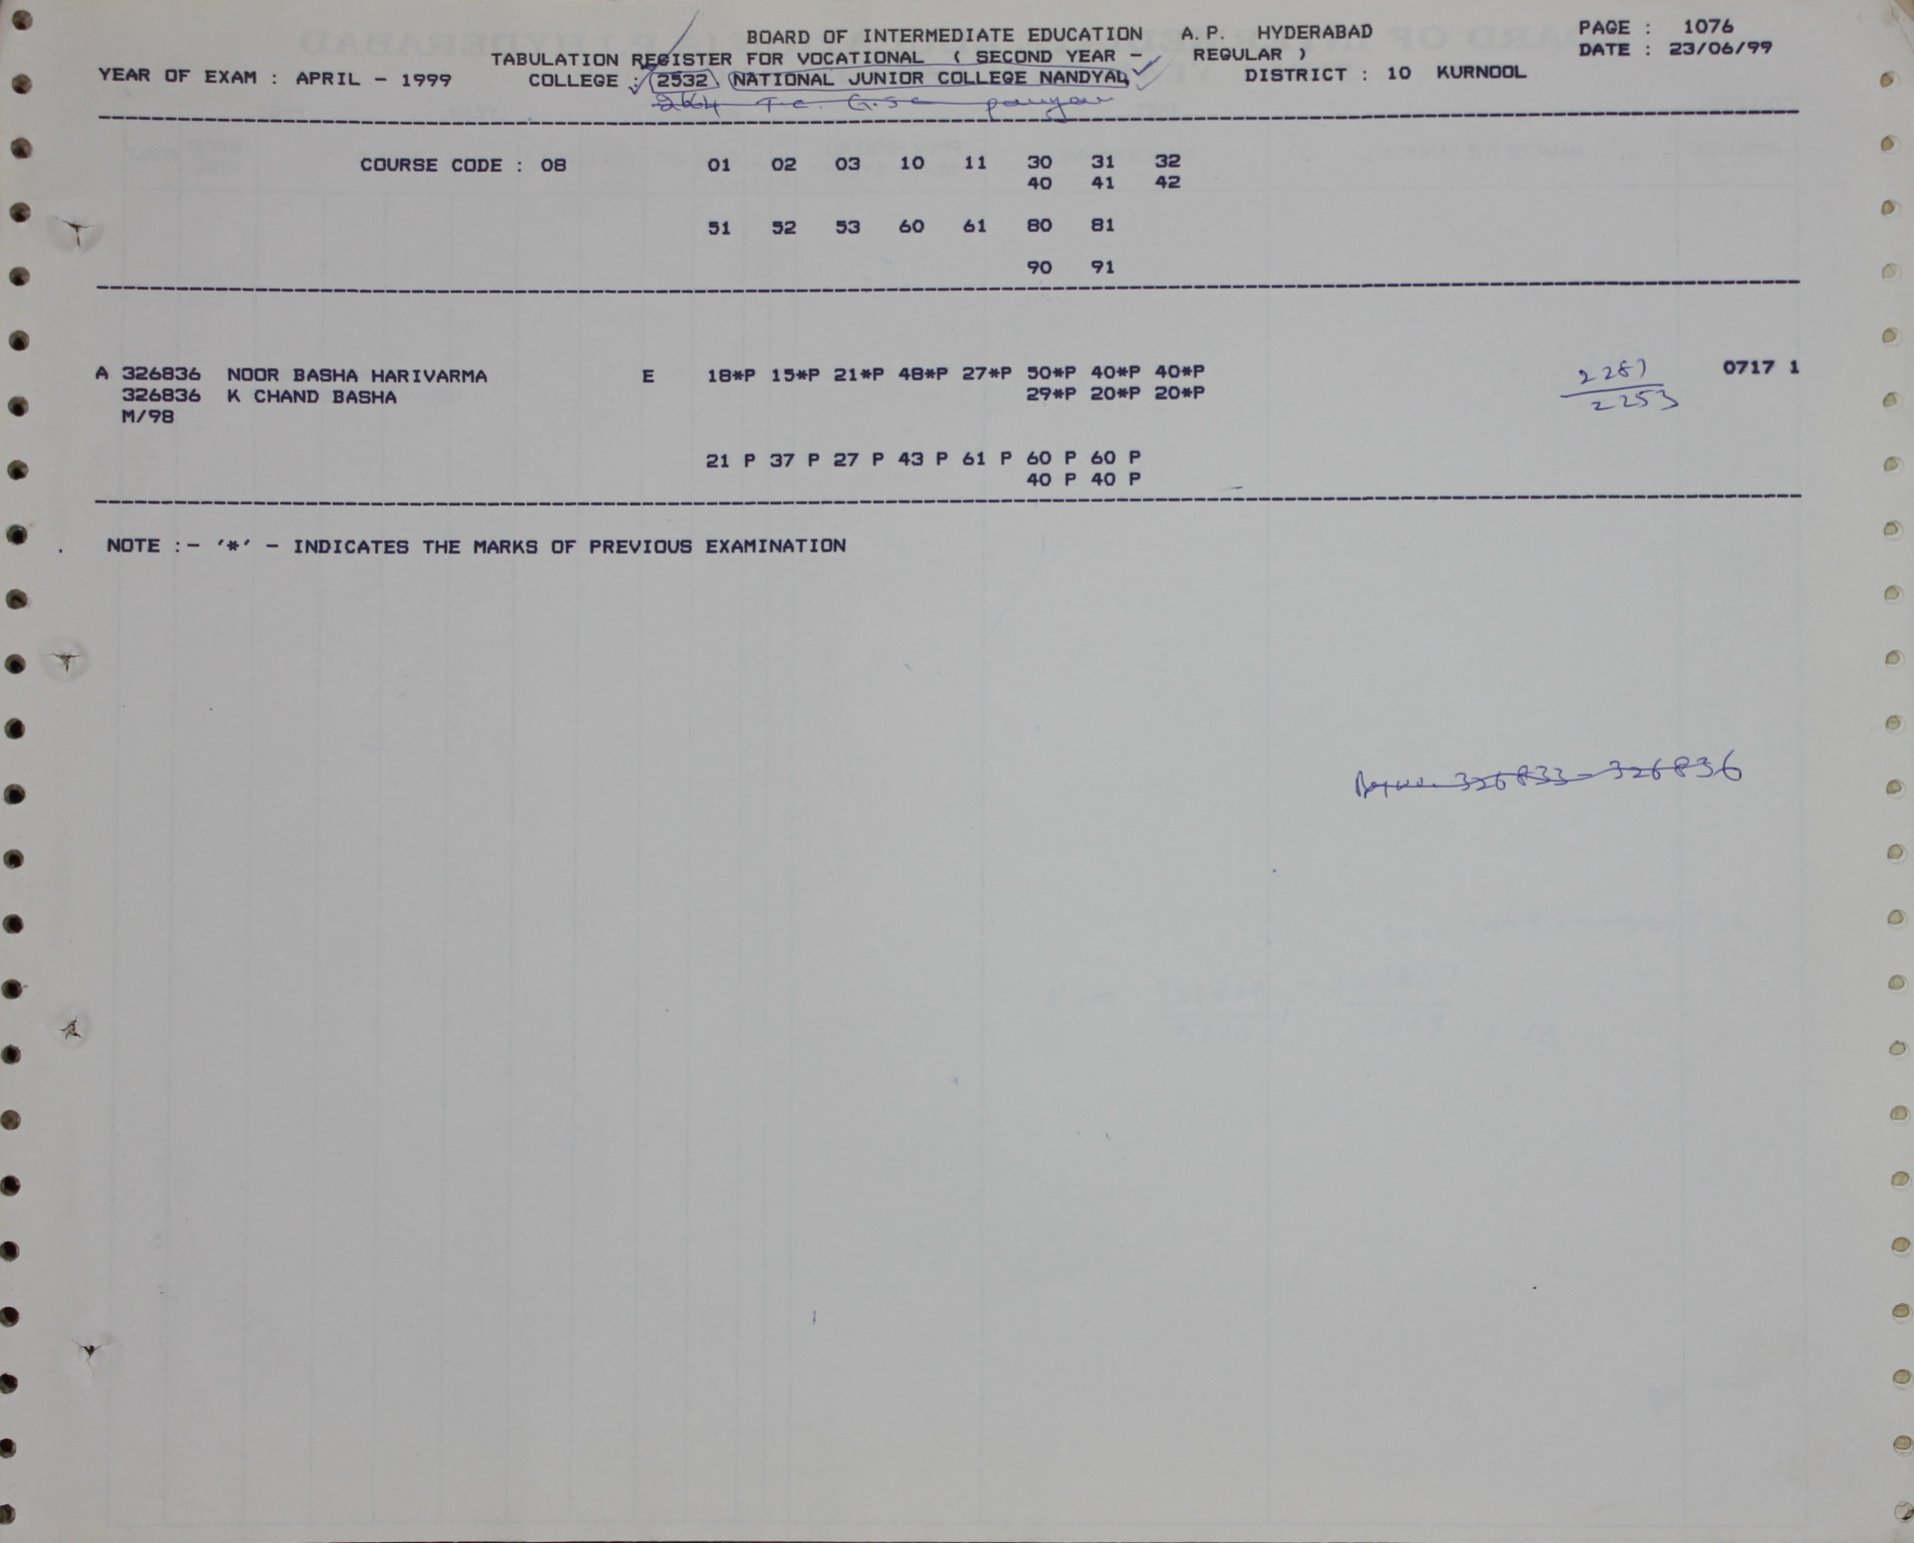 BOARD OF INTERMEDIATE EDUCATION A.P. HYDERABAD PAGE : 1076
TABULATION REGISTER FOR VOCATIONAL ( SECOND YEAR - REGULAR ) DATE : 23/06/99
YEAR OF EXAM : APRIL - 1999 COLLEGE : 2532 NATIONAL JUNIOR COLLEGE NANDYAL DISTRICT : 10 KURNOOL
COURSE CODE : 08 01 02 03 10 11 30 31 32
40 41 42
51 52 53 60 61 80 81
90 91
A 326836 NOOR BASHA HARIVARMA E 18*P 15*P 21*P 48*P 27*P 50*P 40*P 40*P 0717 1
326836 K CHAND BASHA 29*P 20*P 20*P 2253
M/98
21 P 37 P 27 P 43 P 61 P 60 P 60 P
40 P 40 P
NOTE :- '*' - INDICATES THE MARKS OF PREVIOUS EXAMINATION
326833 - 326836